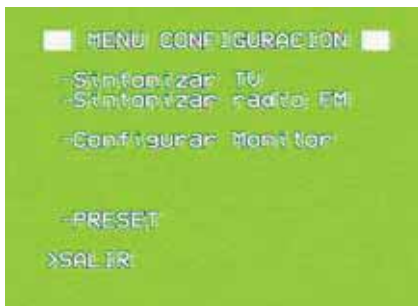 MENU CONFIGURACION
-Sintonizar TV
-Sintonizar radio FM
-Configurar Monitor
-PRESET
>SALIR